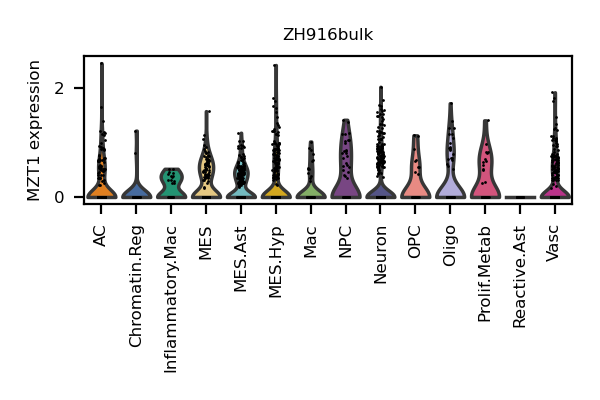 ZH916bulk
MZT1 expression
2
0
AC
Chromatin.Reg
Inflammatory.Mac
MES
MES.Ast
MES.Hyp
Mac
NPC
Neuron
OPC
Oligo
Prolif.Metab
Reactive.Ast
Vasc